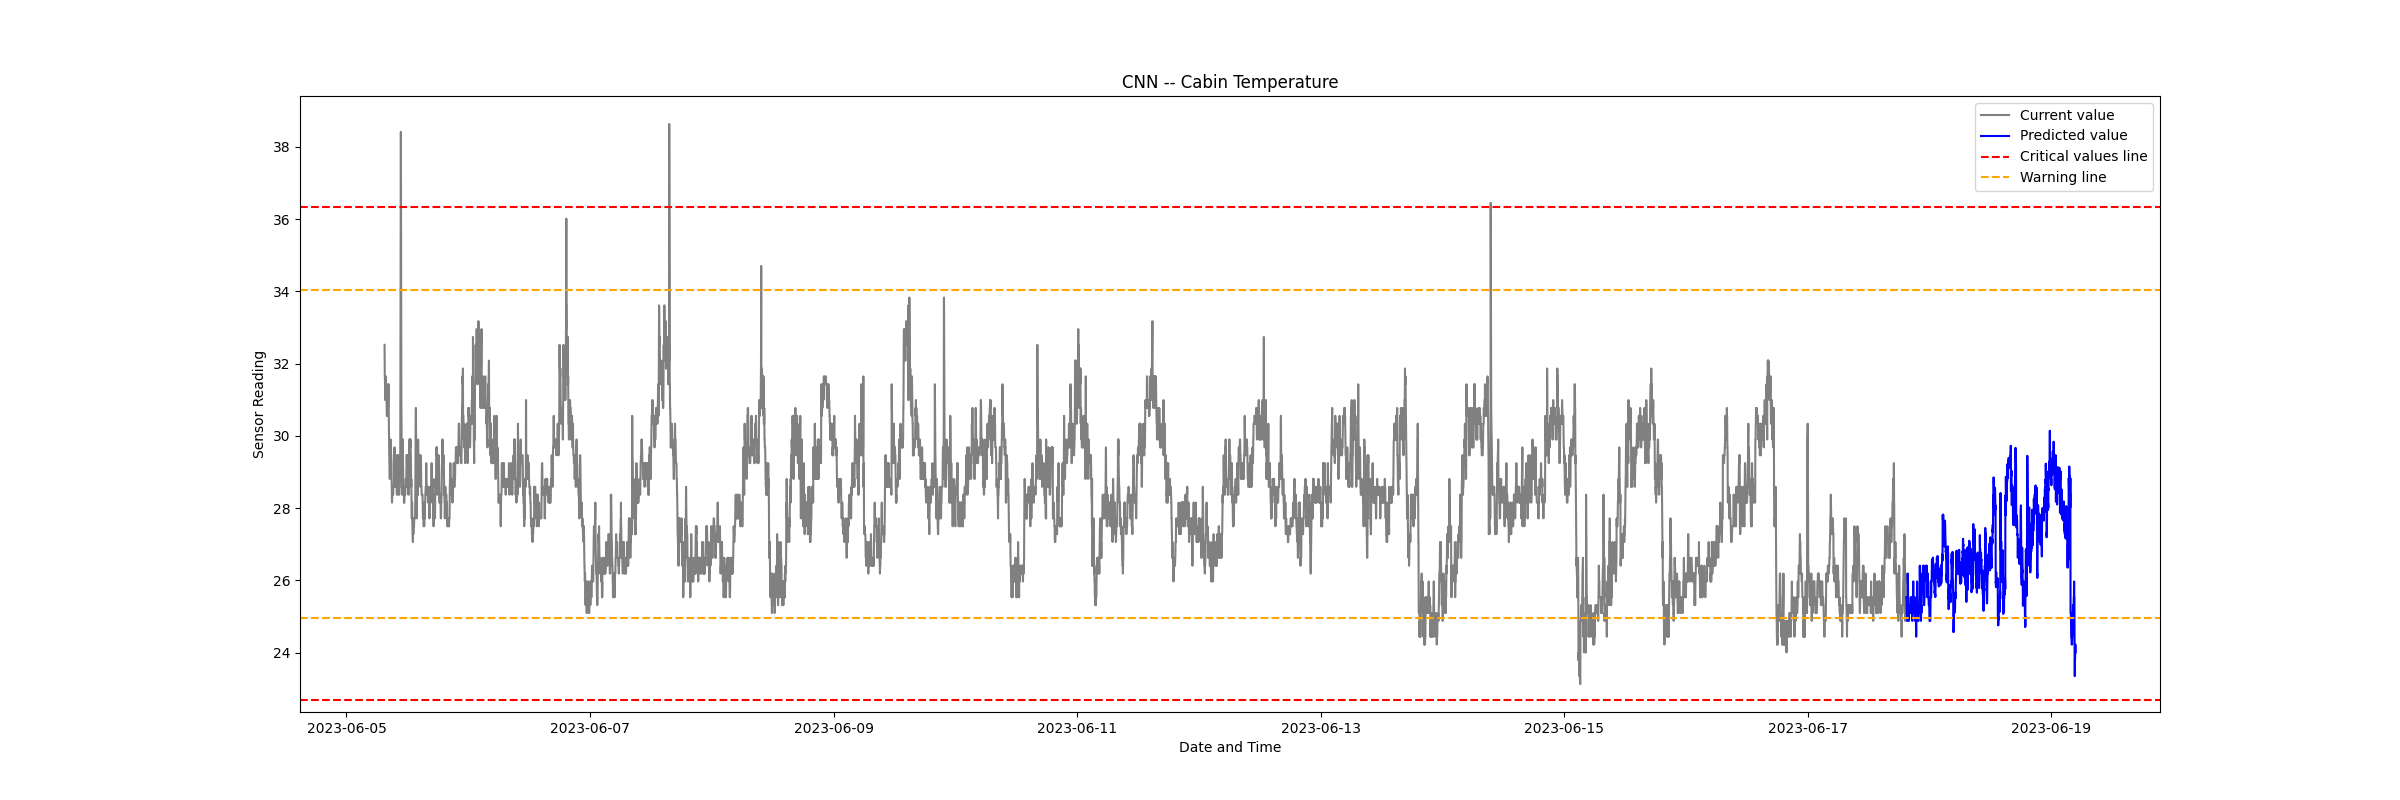 CNN -- Cabin Temperature
Current value
Predicted value
Critical values line
Warning line
38
36
34
32
30
28
26
24
Sensor Reading
2023-06-05
2023-06-07
2023-06-09
2023-06-11
2023-06-13
2023-06-15
2023-06-17
2023-06-19
Date and Time